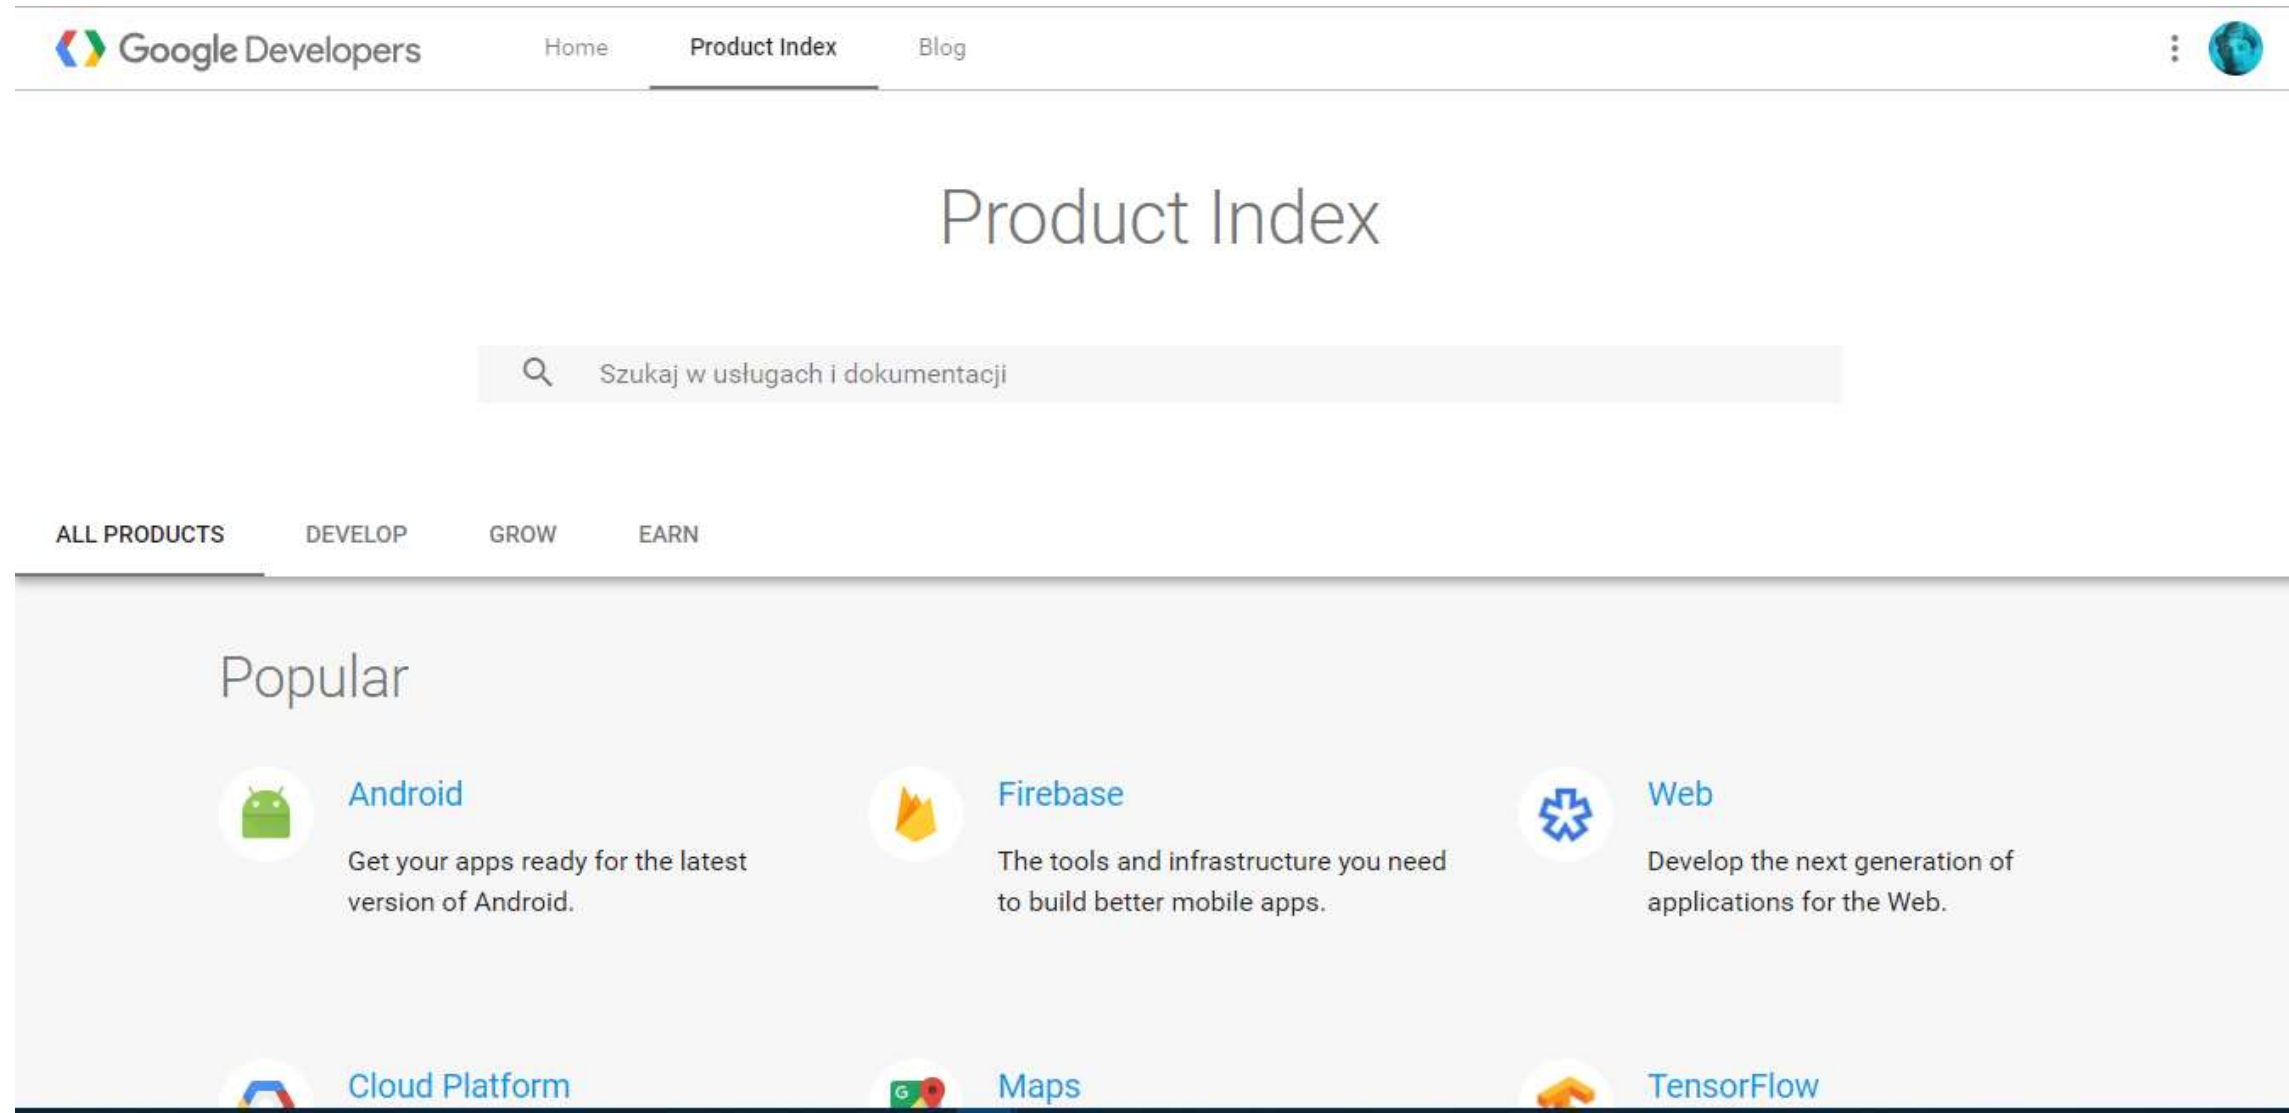 Google Developers Home Product Index Blog
Product Index
Szukaj w usługach i dokumentacji
ALL PRODUCTS DEVELOP GROW EARN
Popular
Android
Get your apps ready for the latest
version of Android.
Firebase
The tools and infrastructure you need
to build better mobile apps.
Web
Develop the next generation of
applications for the Web.
Cloud Platform
G
Maps
TensorFlow